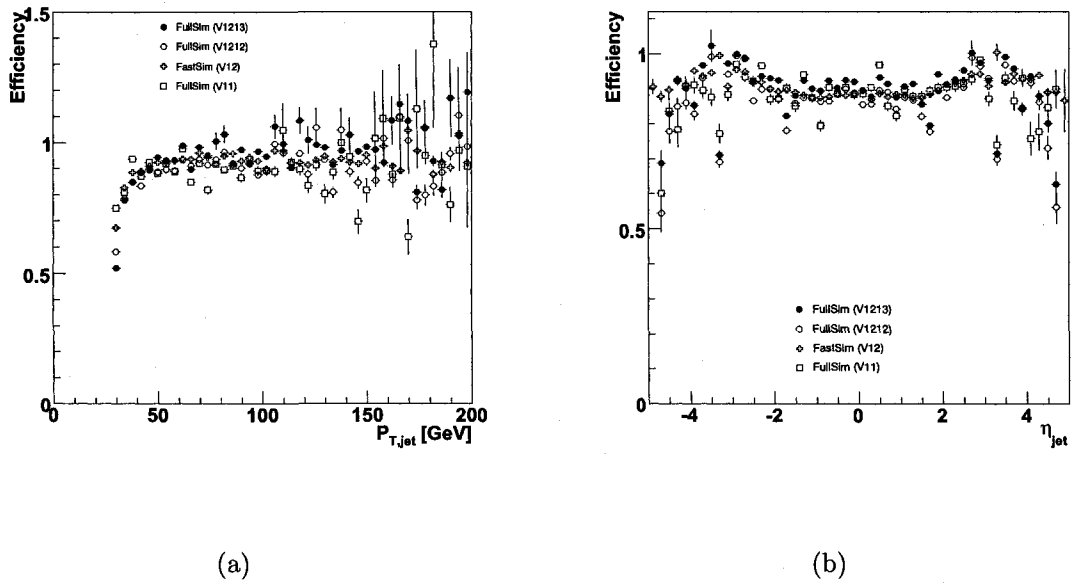 Efficiency
1.5
1
0.5
0
FullSim (V1213)
FullSim (V1212)
FastSim (V12)
FullSim (V11)
0 50 100 150 200
P_T,jet [GeV]
(a)
Efficiency
1
0.5
0
FullSim (V1213)
FullSim (V1212)
FastSim (V12)
FullSim (V11)
-4 -2 0 2 4
η_jet
(b)